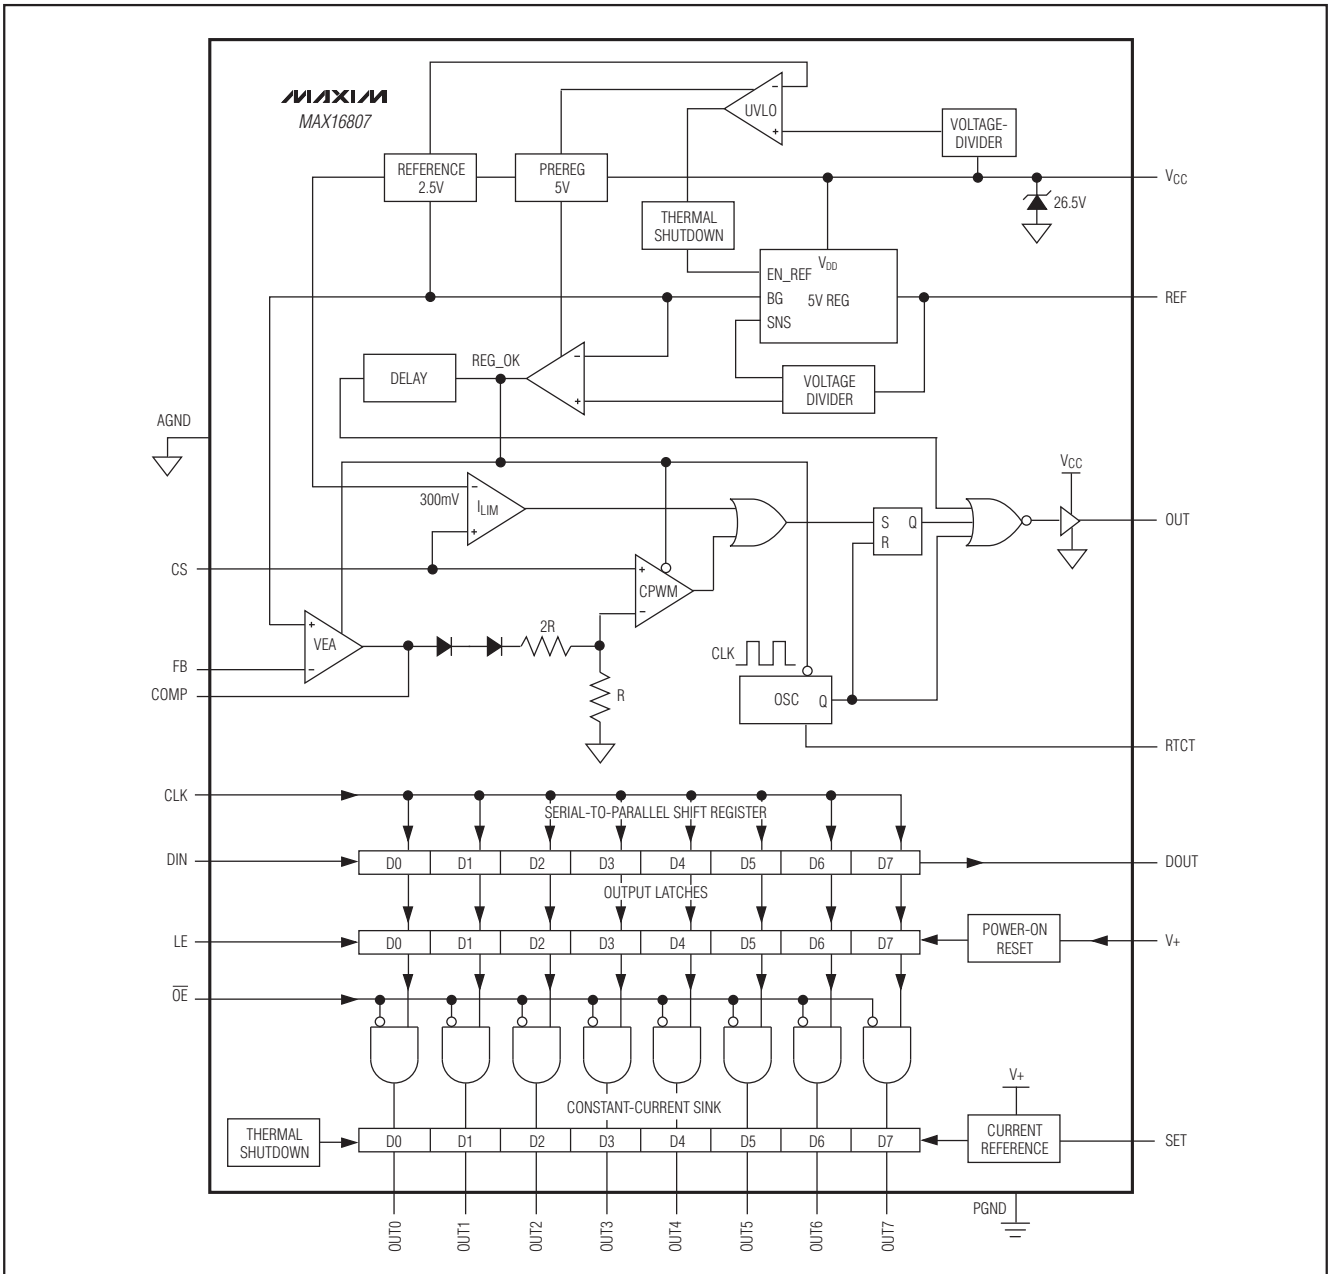 MAXIM
MAX16807
UVLO
-
+
VOLTAGE-
DIVIDER
REFERENCE
2.5V
PREREG
5V
VCC
26.5V
THERMAL
SHUTDOWN
VDD
EN_REF
BG
5V REG
SNS
REF
REG_OK
-
+
DELAY
VOLTAGE
DIVIDER
AGND
VCC
300mV
-
ILIM
+
S
Q
R
OUT
CS
+
CPWM
-
+
VEA
-
2R
R
FB
COMP
CLK
OSC
Q
RTCT
CLK
SERIAL-TO-PARALLEL SHIFT REGISTER
DIN
D0 D1 D2 D3 D4 D5 D6 D7
DOUT
OUTPUT LATCHES
LE
D0 D1 D2 D3 D4 D5 D6 D7
POWER-ON
RESET
V+
OE
CONSTANT-CURRENT SINK
V+
THERMAL
SHUTDOWN
D0 D1 D2 D3 D4 D5 D6 D7
CURRENT
REFERENCE
SET
PGND
OUT0
OUT1
OUT2
OUT3
OUT4
OUT5
OUT6
OUT7